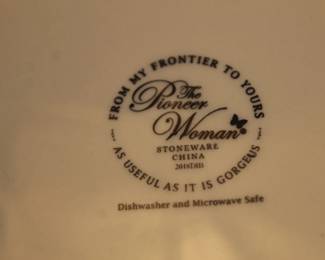 FROM MY FRONTIER TO YOURS
The
Pioneer
Woman
STONEWARE
CHINA
AS USEFUL AS IT IS GORGEUS
Dishwasher and Microwave Safe